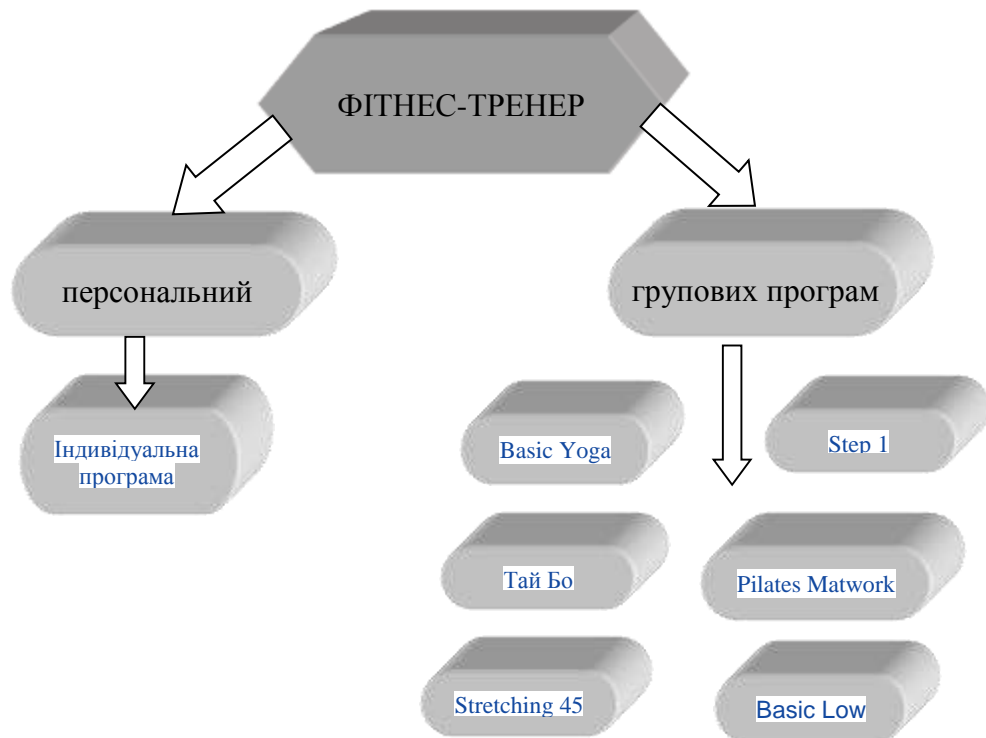 ФІТНЕС-ТРЕНЕР
персональний
групових програм
Індивідуальна
програма
Basic Yoga
Step 1
Тай Бо
Pilates Matwork
Stretching 45
Basic Low